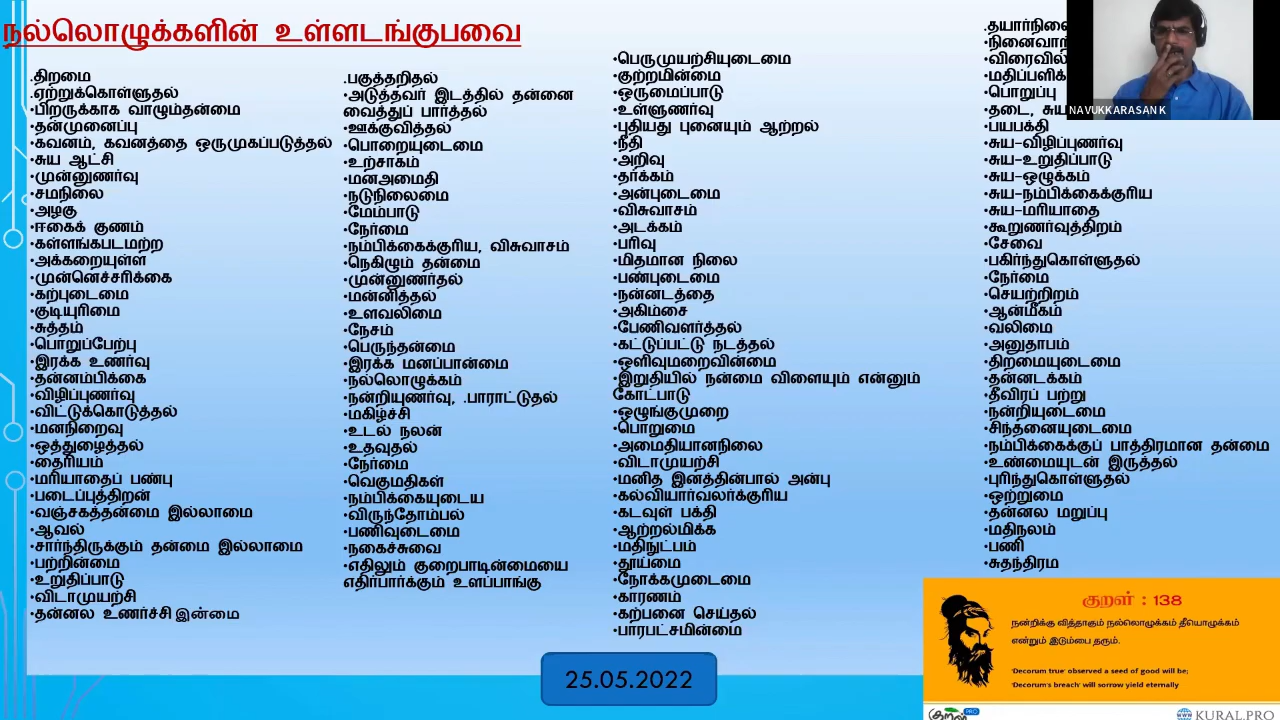 நல்லொழுக்களின் உள்ளடங்குபவை
.திறமை
.ஏற்றுக்கொள்ளுதல்
•பிறருக்காக வாழும்தன்மை
•தன்முனைப்பு
•கவனம், கவனத்தை ஒருமுகப்படுத்தல்
•சுய ஆட்சி
•முன்னுணர்வு
•சமநிலை
•அழகு
•ஈகைக் குணம்
•கள்ளங்கபடமற்ற
•அக்கறையுள்ள
•முன்னெச்சரிக்கை
•கற்புடைமை
•குடியுரிமை
•சுத்தம்
•பொறுப்பேற்பு
•இரக்க உணர்வு
•தன்னம்பிக்கை
•விழிப்புணர்வு
•விட்டுக்கொடுத்தல்
•மனநிறைவு
•ஒத்துழைத்தல்
•தைரியம்
•மரியாதைப் பண்பு
•படைப்புத்திறன்
•வஞ்சகத்தன்மை இல்லாமை
•ஆவல்
•சார்ந்திருக்கும் தன்மை இல்லாமை
•பற்றின்மை
•உறுதிப்பாடு
•விடாமுயற்சி
•தன்னல உணர்ச்சி இன்மை
.பகுத்தறிதல்
•அடுத்தவர் இடத்தில் தன்னை
வைத்துப் பார்த்தல்
•ஊக்குவித்தல்
•பொறையுடைமை
•உற்சாகம்
•மனஅமைதி
•நடுநிலைமை
•மேம்பாடு
•நேர்மை
•நம்பிக்கைக்குரிய, விசுவாசம்
•நெகிழும் தன்மை
•முன்னுணர்தல்
•மன்னித்தல்
•உளவலிமை
•நேசம்
•பெருந்தன்மை
•இரக்க மனப்பான்மை
•நல்லொழுக்கம்
•நன்றியுணர்வு, .பாராட்டுதல்
•மகிழ்ச்சி
•உடல் நலன்
•உதவுதல்
•நேர்மை
•வெகுமதிகள்
•நம்பிக்கையுடைய
•விருந்தோம்பல்
•பணிவுடைமை
•நகைச்சுவை
•எதிலும் குறைபாடின்மையை
எதிர்பார்க்கும் உளப்பாங்கு
•பெருமுயற்சியுடைமை
•குற்றமின்மை
•ஒருமைப்பாடு
•உள்ளுணர்வு
•புதியது புனையும் ஆற்றல்
•நீதி
•அறிவு
•தர்க்கம்
•அன்புடைமை
•விசுவாசம்
•அடக்கம்
•பரிவு
•மிதமான நிலை
•பண்புடைமை
•நன்னடத்தை
•அகிம்சை
•பேணிவளர்த்தல்
•கட்டுப்பட்டு நடத்தல்
•ஒளிவுமறைவின்மை
•இறுதியில் நன்மை விளையும் என்னும்
கோட்பாடு
•ஒழுங்குமுறை
•பொறுமை
•அமைதியானநிலை
•விடாமுயற்சி
•மனித இனத்தின்பால் அன்பு
•கல்வியார்வலர்க்குரிய
•கடவுள் பக்தி
•ஆற்றல்மிக்க
•மதிநுட்பம்
•தூய்மை
•நோக்கமுடைமை
•காரணம்
•கற்பனை செய்தல்
•பாரபட்சமின்மை
.தயார்நிலை
•நினைவாற்
•விரைவில்
•மதிப்பளிக்
•பொறுப்பு
•தடை, சுய
•பயபக்தி
•சுய-விழிப்புணர்வு
•சுய-உறுதிப்பாடு
•சுய-ஒழுக்கம்
•சுய-நம்பிக்கைக்குரிய
•சுய-மரியாதை
•கூறுணர்வுத்திறம்
•சேவை
•பகிர்ந்துகொள்ளுதல்
•நேர்மை
•செயற்றிறம்
•ஆன்மீகம்
•வலிமை
•அனுதாபம்
•திறமையுடைமை
•தன்னடக்கம்
•தீவிரப் பற்று
•நன்றியுடைமை
•சிந்தனையுடைமை
•நம்பிக்கைக்குப் பாத்திரமான தன்மை
•உண்மையுடன் இருத்தல்
•புரிந்துகொள்ளுதல்
•ஒற்றுமை
•தன்னல மறுப்பு
•மதிநலம்
•பணி
•சுதந்திரம
NAVUKKARASAN K
குறள் : 138
நன்றிக்கு வித்தாகும் நல்லொழுக்கம் தீயொழுக்கம்
என்றும் இடும்பை தரும்.
'Decorum true' observed a seed of good will be;
'Decorum's breach' will sorrow yield eternally
குறள் PRO
WWW KURAL.PRO
25.05.2022